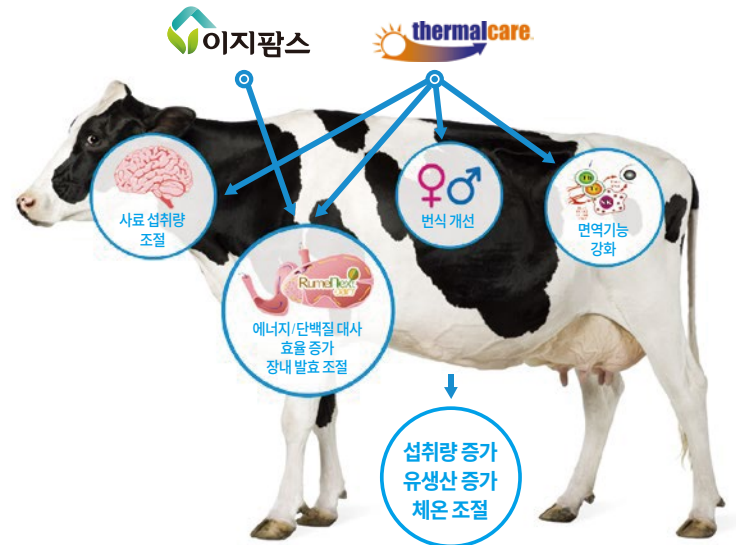 이지팜스
thermalcare
사료 섭취량
조절
번식 개선
면역기능
강화
RumeNext
에너지/단백질 대사
효율 증가
장내 발효 조절
섭취량 증가
유생산 증가
체온 조절